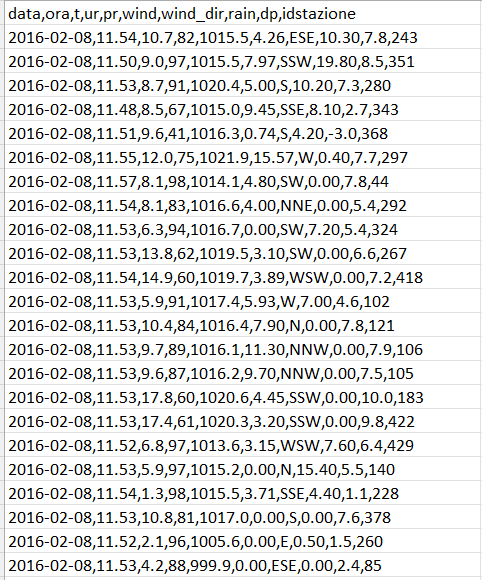 data,ora,t,ur,pr,wind,wind_dir,rain,dp,idstazione
2016-02-08,11.54,10.7,82,1015.5,4.26,ESE,10.30,7.8,243
2016-02-08,11.50,9.0,97,1015.5,7.97,SSW,19.80,8.5,351
2016-02-08,11.53,8.7,91,1020.4,5.00,S,10.20,7.3,280
2016-02-08,11.48,8.5,67,1015.0,9.45,SSE,8.10,2.7,343
2016-02-08,11.51,9.6,41,1016.3,0.74,S,4.20,-3.0,368
2016-02-08,11.55,12.0,75,1021.9,15.57,W,0.40,7.7,297
2016-02-08,11.57,8.1,98,1014.1,4.80,SW,0.00,7.8,44
2016-02-08,11.54,8.1,83,1016.6,4.00,NNE,0.00,5.4,292
2016-02-08,11.53,6.3,94,1016.7,0.00,SW,7.20,5.4,324
2016-02-08,11.53,13.8,62,1019.5,3.10,SW,0.00,6.6,267
2016-02-08,11.54,14.9,60,1019.7,3.89,WSW,0.00,7.2,418
2016-02-08,11.53,5.9,91,1017.4,5.93,W,7.00,4.6,102
2016-02-08,11.53,10.4,84,1016.4,7.90,N,0.00,7.8,121
2016-02-08,11.53,9.7,89,1016.1,11.30,NNW,0.00,7.9,106
2016-02-08,11.53,9.6,87,1016.2,9.70,NNW,0.00,7.5,105
2016-02-08,11.53,17.8,60,1020.6,4.45,SSW,0.00,10.0,183
2016-02-08,11.53,17.4,61,1020.3,3.20,SSW,0.00,9.8,422
2016-02-08,11.52,6.8,97,1013.6,3.15,WSW,7.60,6.4,429
2016-02-08,11.53,5.9,97,1015.2,0.00,N,15.40,5.5,140
2016-02-08,11.54,1.3,98,1015.5,3.71,SSE,4.40,1.1,228
2016-02-08,11.53,10.8,81,1017.0,0.00,S,0.00,7.6,378
2016-02-08,11.52,2.1,96,1005.6,0.00,E,0.50,1.5,260
2016-02-08,11.53,4.2,88,999.9,0.00,ESE,0.00,2.4,85